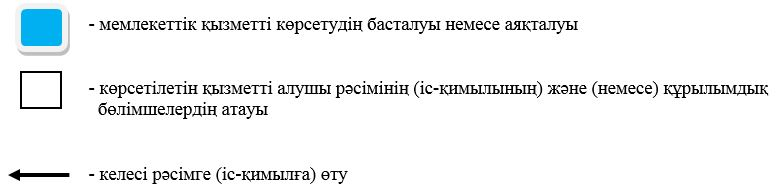 - мемлекеттік қызметті көрсетудің басталуы немесе аяқталуы
- көрсетілетін қызметті алушы рәсімінің (іс-қимылының) және (немесе) құрылымдық
бөлімшелердің атауы
- келесі рәсімге (іс-қимылға) өту